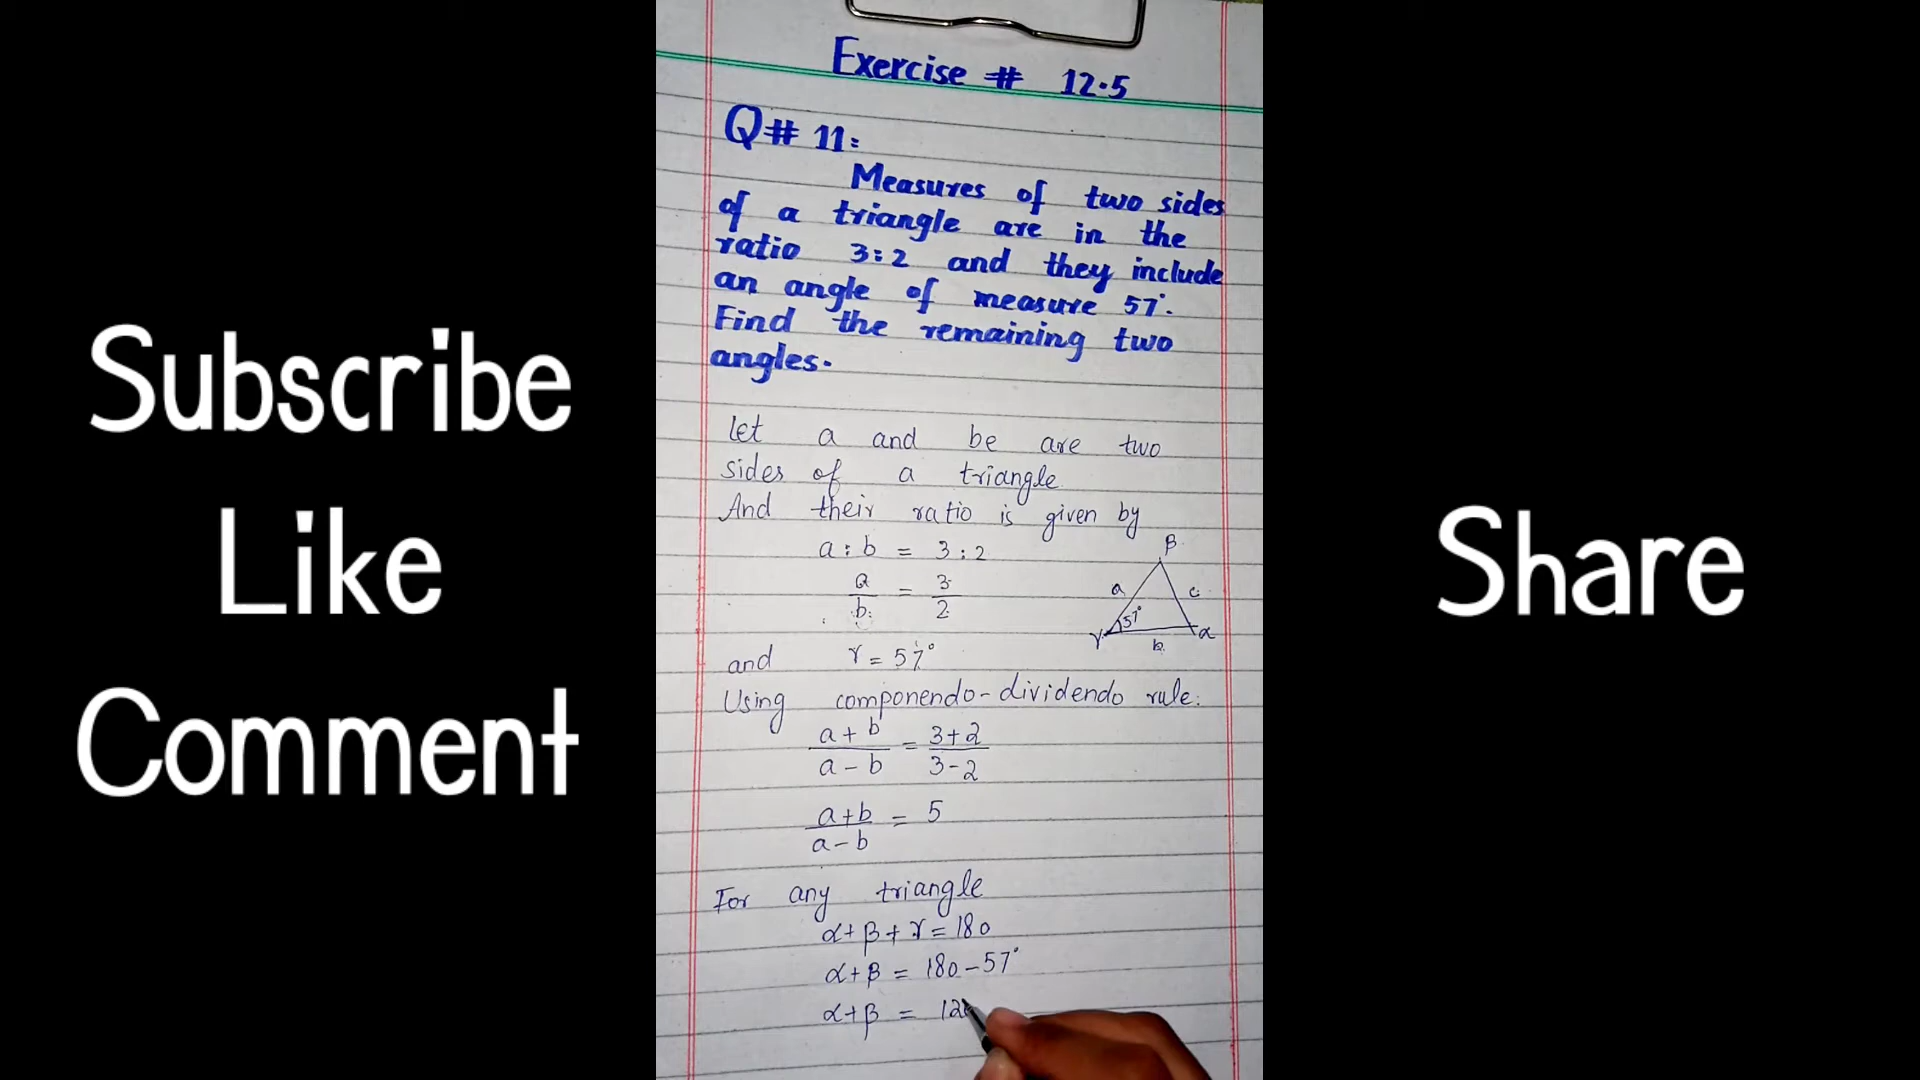 Subscribe
Like
Comment
Exercise # 12.5
Q# 11:
Measures of two sides
of a triangle are in the
ratio 3:2 and they include
an angle of measure 57°.
Find the remaining two
angles.
let a and be are two
sides of a triangle
And their ratio is given by
a : b = 3 : 2
a/b = 3/2
β
a
c
57°
γ
α
b
and γ = 57°
Using componendo-dividendo rule.
a + b / a - b = 3+2 / 3-2
a+b / a-b = 5
For any triangle
α+β+γ=180
α+β = 180-57°
α+β = 12
Share